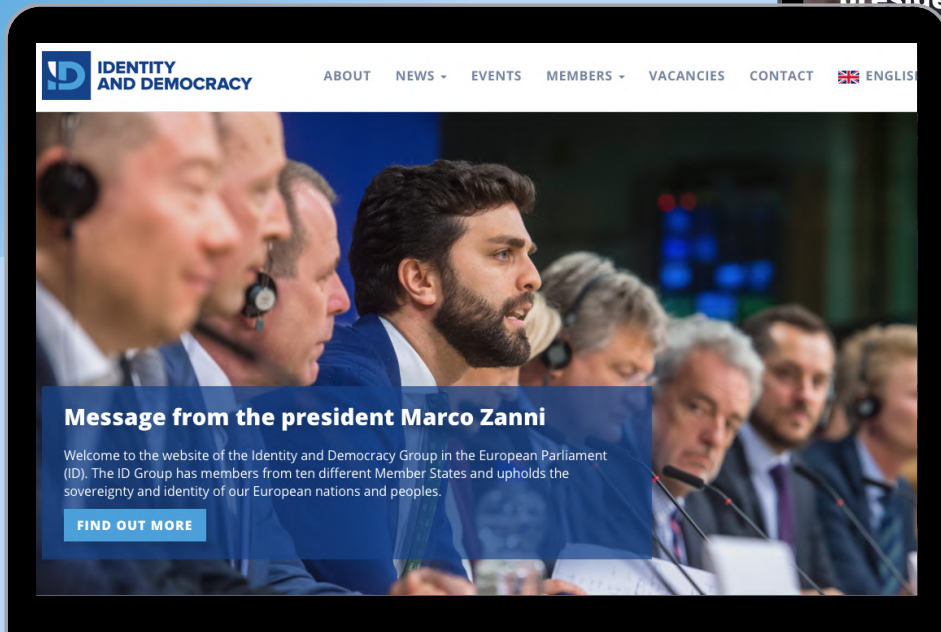 IDENTITY
AND DEMOCRACY
ABOUT NEWS EVENTS MEMBERS VACANCIES CONTACT
Message from the president Marco Zanni
Welcome to the website of the Identity and Democracy Group in the European Parliament
(ID). The ID Group has members from ten different Member States and upholds the
sovereignty and identity of our European nations and peoples.
FIND OUT MORE